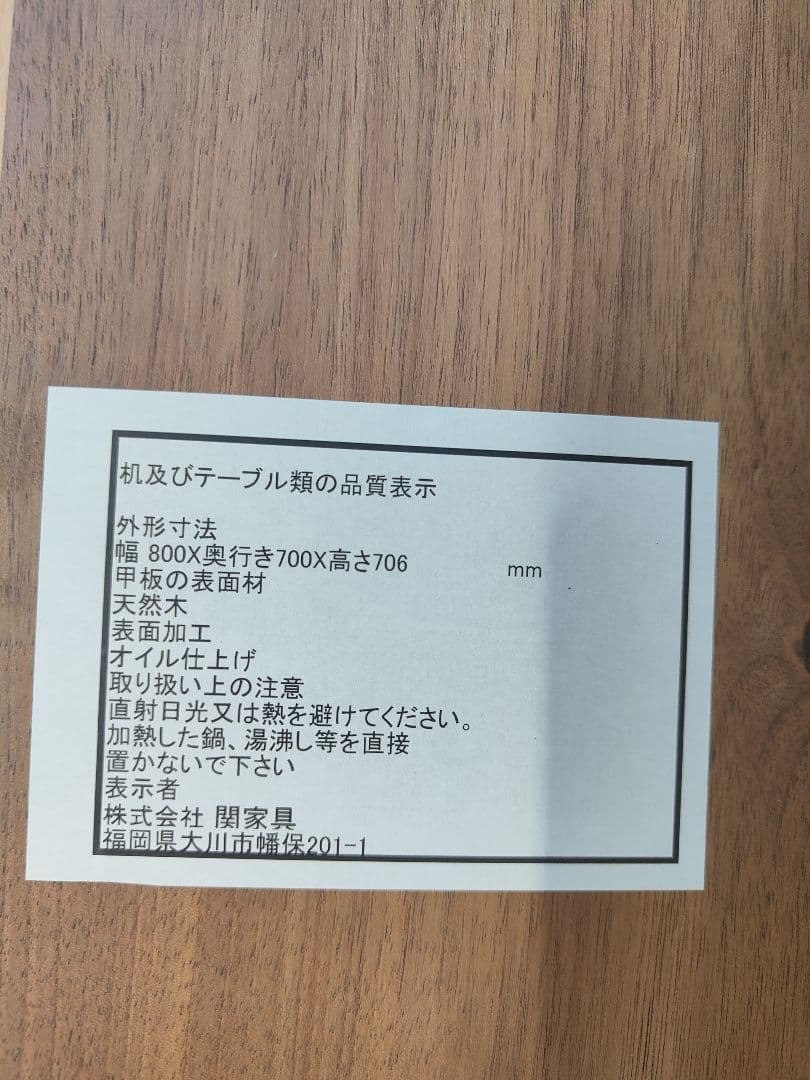 机及びテーブル類の品質表示
外形寸法
幅 800X奥行き700X高さ706 mm
甲板の表面材
天然木
表面加工
オイル仕上げ
取り扱い上の注意
直射日光又は熱を避けてください。
加熱した鍋、湯沸し等を直接
置かないで下さい
表示者
株式会社 関家具
福岡県大川市幡保201-1